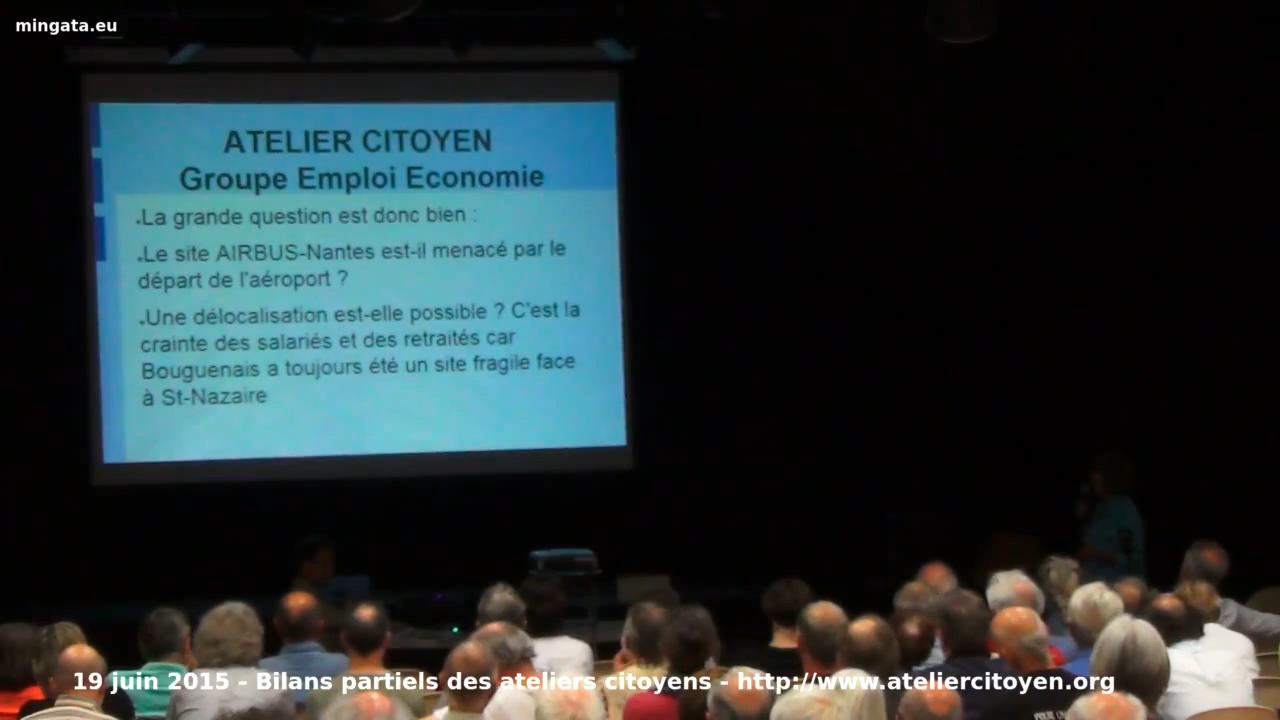 mingata.eu
ATELIER CITOYEN
Groupe Emploi Economie
.La grande question est donc bien :
.Le site AIRBUS-Nantes est-il menacé par le
départ de l'aéroport ?
.Une délocalisation est-elle possible ? C'est la
crainte des salariés et des retraités car
Bouguenais a toujours été un site fragile face
à St-Nazaire
19 juin 2015 - Bilans partiels des ateliers citoyens - http://www.ateliercitoyen.org